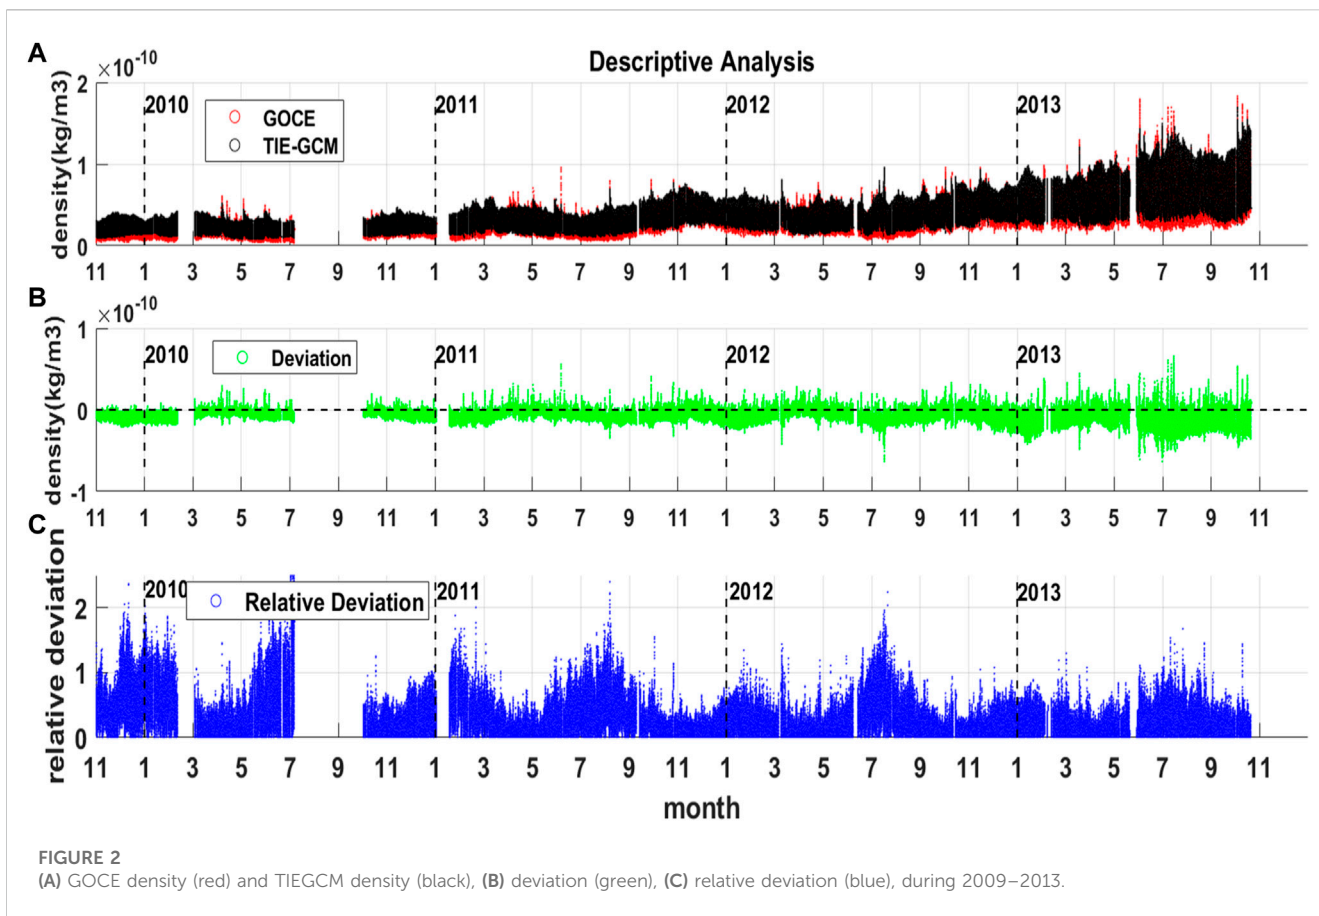 A
Descriptive Analysis
×10⁻¹⁰
density(kg/m3)
2
1
0
2010
2011
2012
2013
GOCE
TIE-GCM
11 1 3 5 7 9 11 1 3 5 7 9 11 1 3 5 7 9 11 1 3 5 7 9 11
B
×10⁻¹⁰
density(kg/m3)
1
0
-1
2010
2011
2012
2013
Deviation
11 1 3 5 7 9 11 1 3 5 7 9 11 1 3 5 7 9 11 1 3 5 7 9 11
C
relative deviation
2
1
0
2010
2011
2012
2013
Relative Deviation
11 1 3 5 7 9 11 1 3 5 7 9 11 1 3 5 7 9 11 1 3 5 7 9 11
month
FIGURE 2
(A) GOCE density (red) and TIEGCM density (black), (B) deviation (green), (C) relative deviation (blue), during 2009–2013.